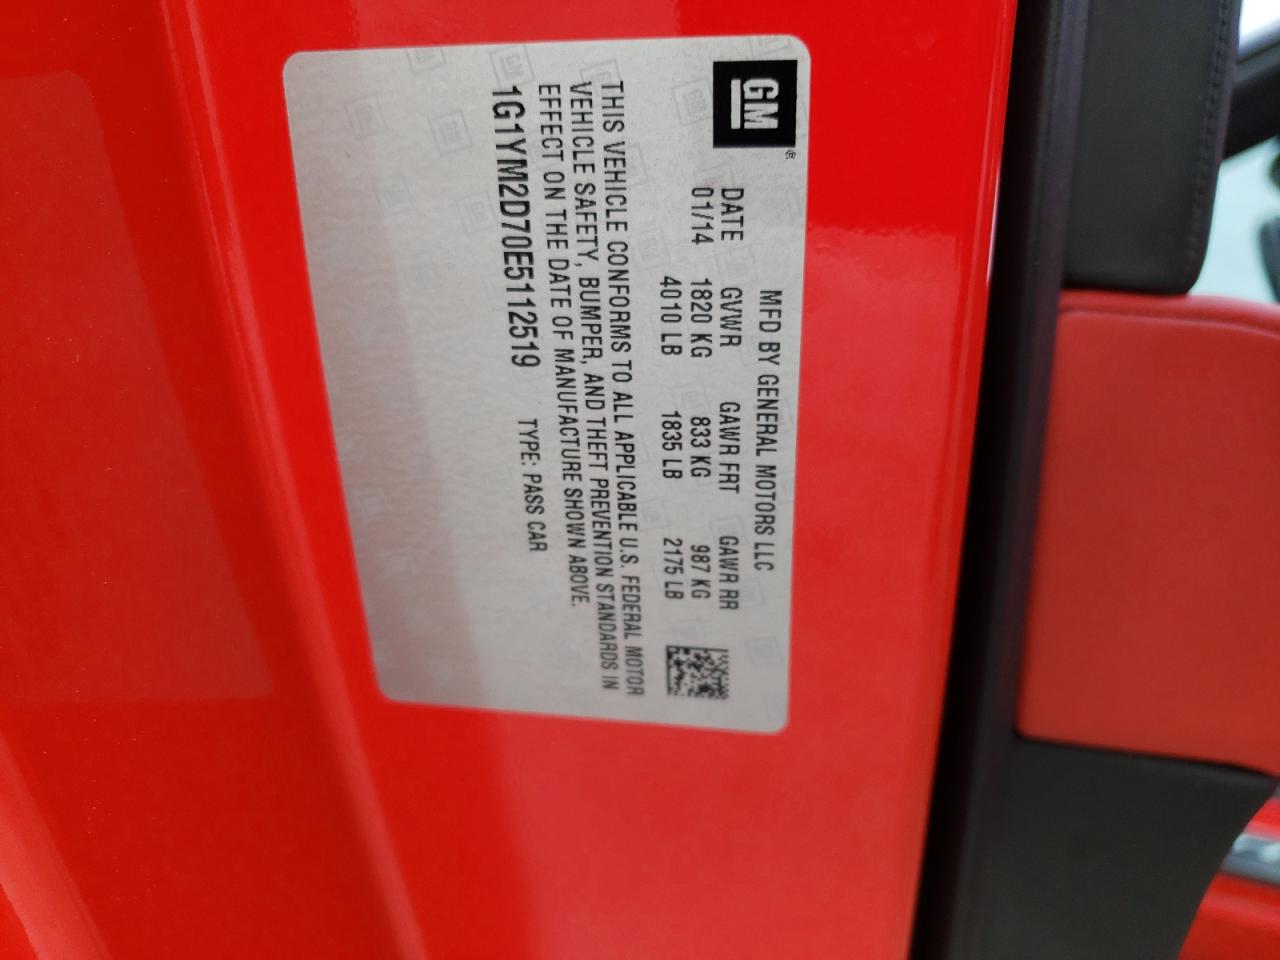 GM
®
MFD BY GENERAL MOTORS LLC
DATE GVWR GAWR FRT GAWR RR
01/14 1820 KG 833 KG 987 KG
4010 LB 1835 LB 2175 LB
THIS VEHICLE CONFORMS TO ALL APPLICABLE U.S. FEDERAL MOTOR
VEHICLE SAFETY, BUMPER, AND THEFT PREVENTION STANDARDS IN
EFFECT ON THE DATE OF MANUFACTURE SHOWN ABOVE.
1G1YM2D70E5112519 TYPE: PASS CAR